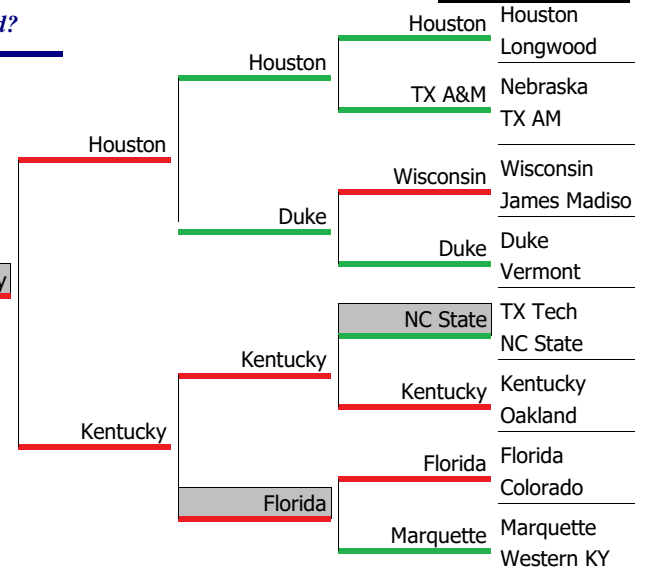 d?
Houston
Houston
Longwood
Houston
TX A&M
Nebraska
TX AM
Houston
Wisconsin
Wisconsin
James Madiso
Duke
Duke
Duke
Vermont
y
NC State
TX Tech
NC State
Kentucky
Kentucky
Kentucky
Oakland
Kentucky
Florida
Florida
Colorado
Florida
Marquette
Marquette
Western KY